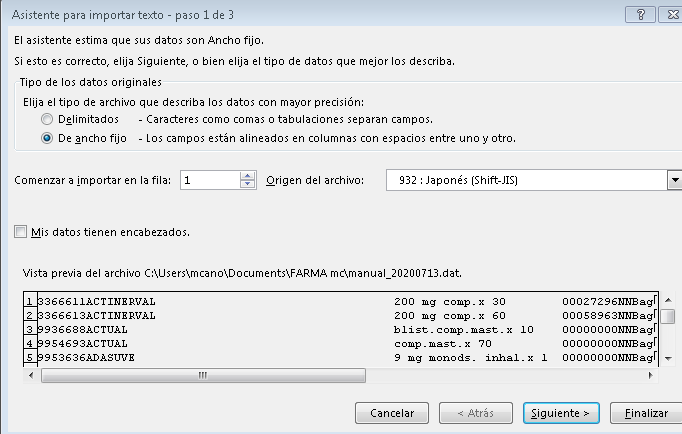 Asistente para importar texto - paso 1 de 3
El asistente estima que sus datos son Ancho fijo.
Si esto es correcto, elija Siguiente, o bien elija el tipo de datos que mejor los describa.
Tipo de los datos originales
Elija el tipo de archivo que describa los datos con mayor precisión:
Delimitados - Caracteres como comas o tabulaciones separan campos.
De ancho fijo - Los campos están alineados en columnas con espacios entre uno y otro.
Comenzar a importar en la fila: 1 Origen del archivo: 932 : Japonés (Shift-JIS)
Mis datos tienen encabezados.
Vista previa del archivo C:\Users\mcano\Documents\FARMA mc\manual_20200713.dat.
1 3366611ACTINERVAL 200 mg comp.x 30 00027296NNBag
2 3366613ACTINERVAL 200 mg comp.x 60 00058963NNBag
3 9936688ACTUAL blist.comp.mast.x 10 00000000NNBag
4 9954693ACTUAL comp.mast.x 70 00000000NNBag
5 9953636ADASUVE 9 mg monods. inhal.x 1 00000000NNBag
Cancelar < Atrás Siguiente > Finalizar